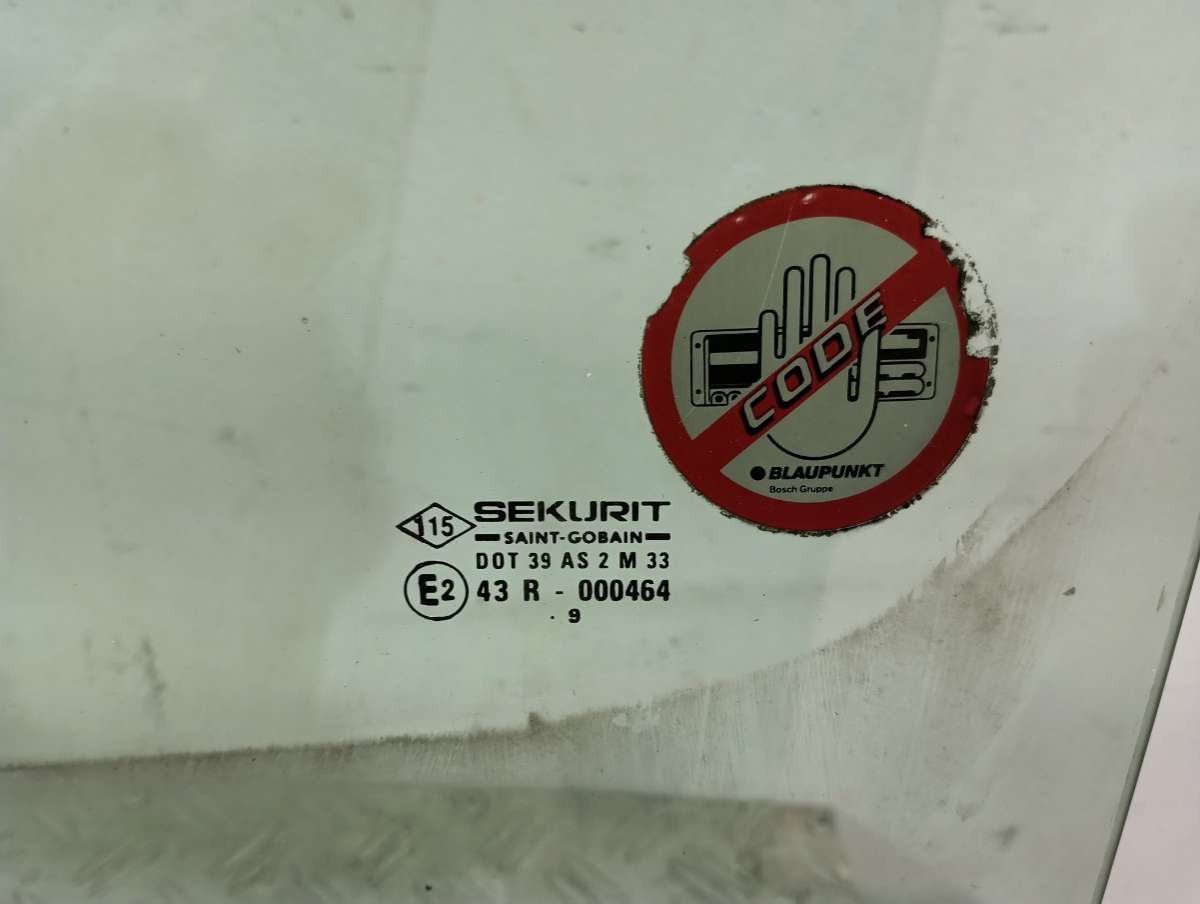 CODE
BLAUPUNKT
Bosch Gruppe
115
SEKURIT
SAINT-GOBAIN
DOT 39 AS 2 M 33
E2 43 R - 000464
. 9